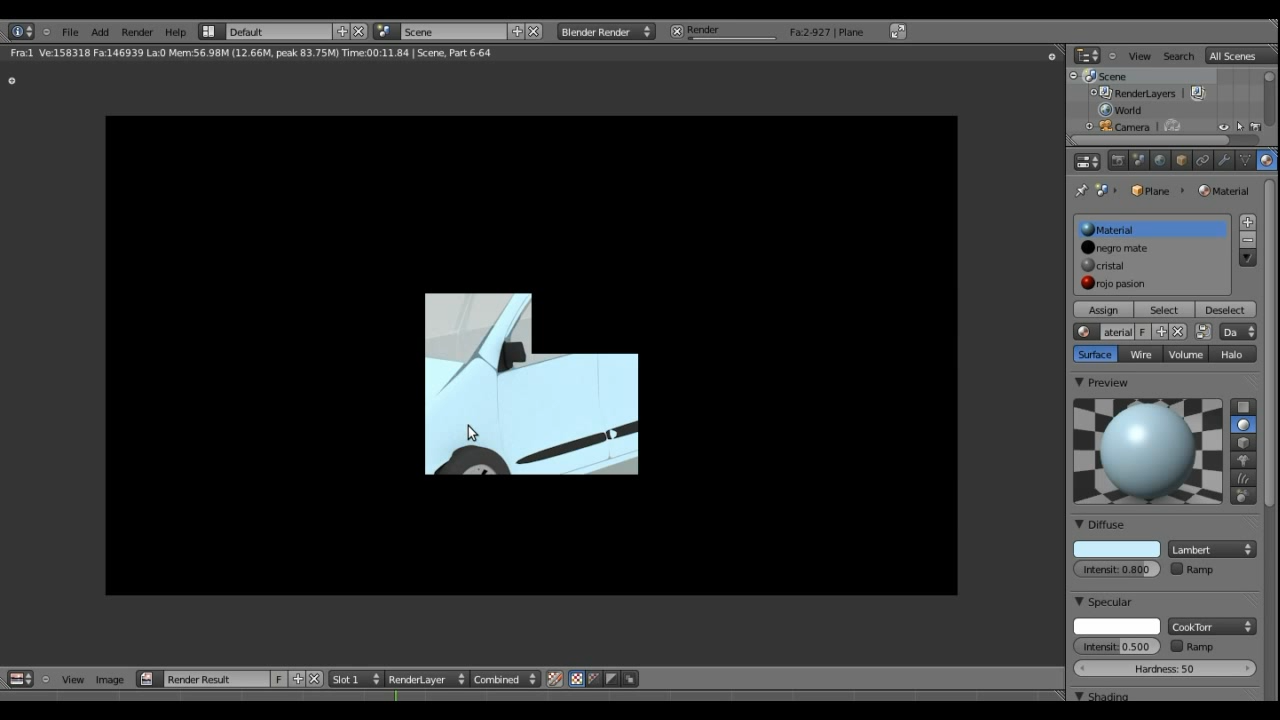 File Add Render Help Default Scene Blender Render Render Fa:2-927 | Plane
Fra:1 Ve:158318 Fa:146939 La:0 Mem:56.98M (12.66M, peak 83.75M) Time:00:11.84 | Scene, Part 6-64
View Search All Scenes
Scene
RenderLayers |
World
Camera |
Plane Material
Material
negro mate
cristal
rojo pasion
Assign Select Deselect
aterial F Da
Surface Wire Volume Halo
Preview
Diffuse
Lambert
Intensit: 0.800 Ramp
Specular
CookTorr
Intensit: 0.500 Ramp
Hardness: 50
Shading
View Image Render Result F Slot 1 RenderLayer Combined